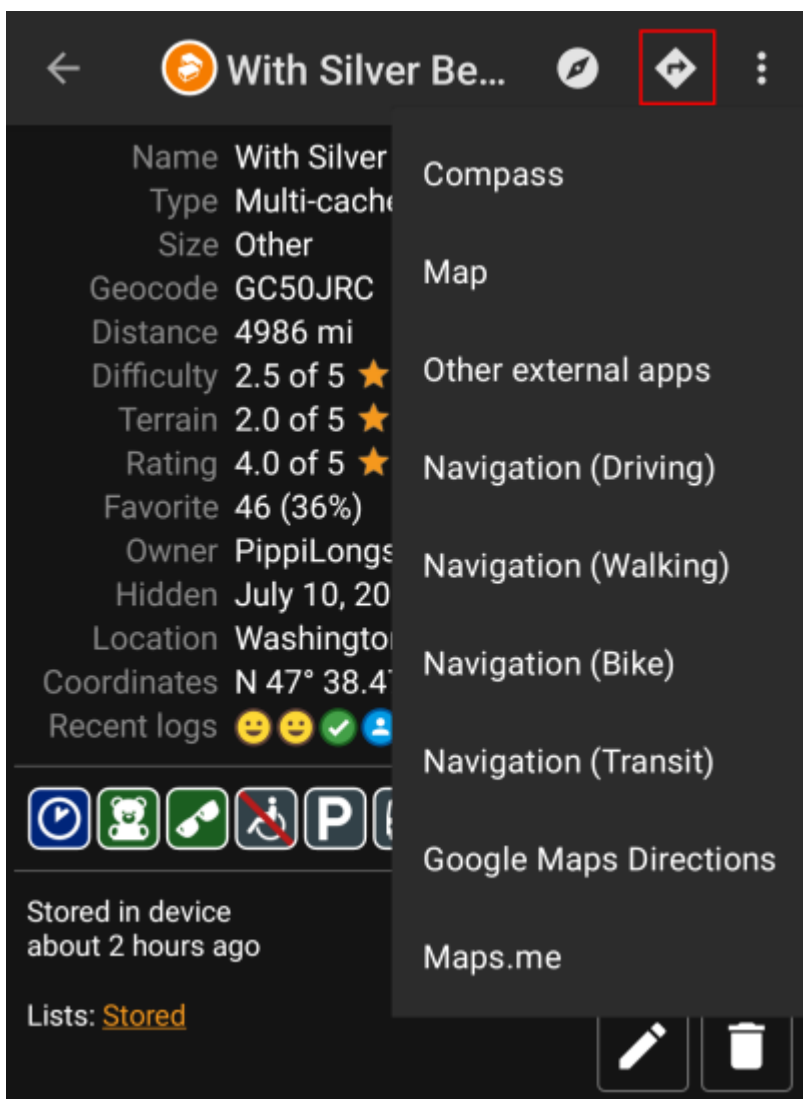 With Silver Be...
Name With Silver
Type Multi-cache
Size Other
Geocode GC50JRC
Distance 4986 mi
Difficulty 2.5 of 5
Terrain 2.0 of 5
Rating 4.0 of 5
Favorite 46 (36%)
Owner PippiLongs
Hidden July 10, 20
Location Washington
Coordinates N 47° 38.47
Recent logs
P
Stored in device
about 2 hours ago
Lists: Stored
Compass
Map
Other external apps
Navigation (Driving)
Navigation (Walking)
Navigation (Bike)
Navigation (Transit)
Google Maps Directions
Maps.me